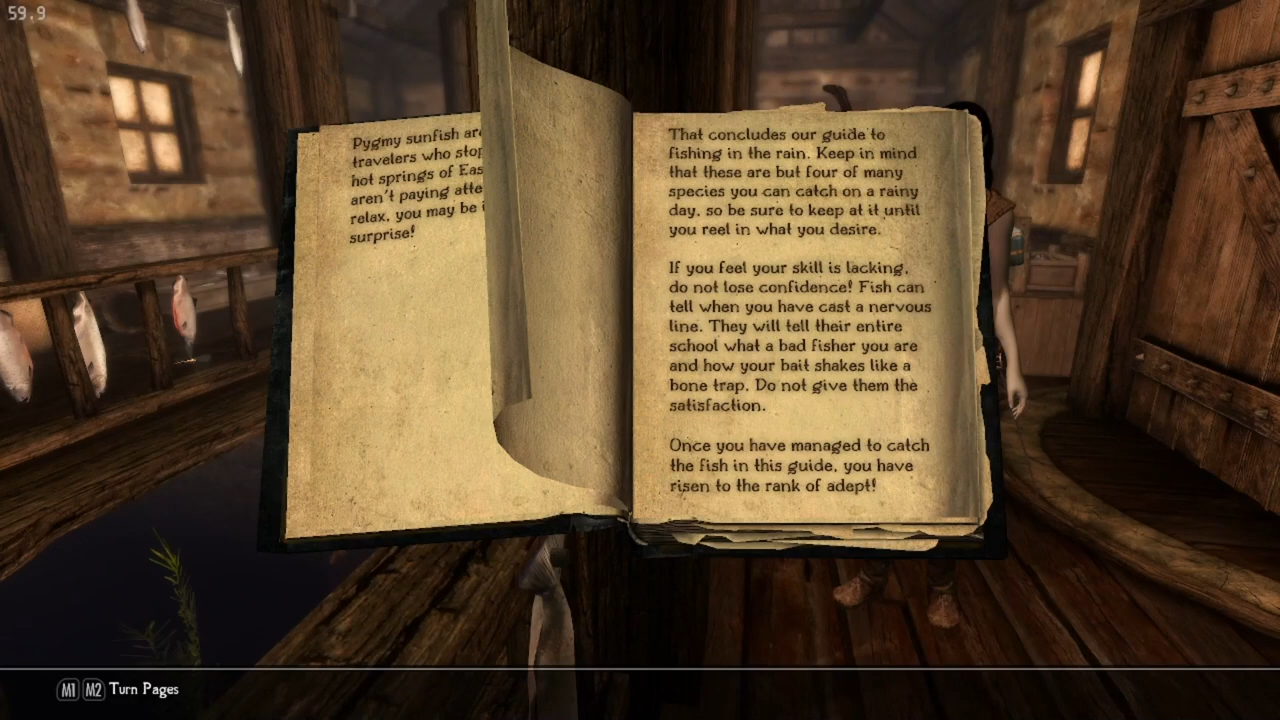 59.9
Pygmy sunfish
travelers who
hot springs of
aren't paying
relax, you may be
surprise!
That concludes our guide to
fishing in the rain. Keep in mind
that these are but four of many
species you can catch on a rainy
day, so be sure to keep at it until
you reel in what you desire.
If you feel your skill is lacking,
do not lose confidence! Fish can
tell when you have cast a nervous
line. They will tell their entire
school what a bad fisher you are
and how your bait shakes like a
bone trap. Do not give them the
satisfaction.
Once you have managed to catch
the fish in this guide, you have
risen to the rank of adept!
M1 M2 Turn Pages